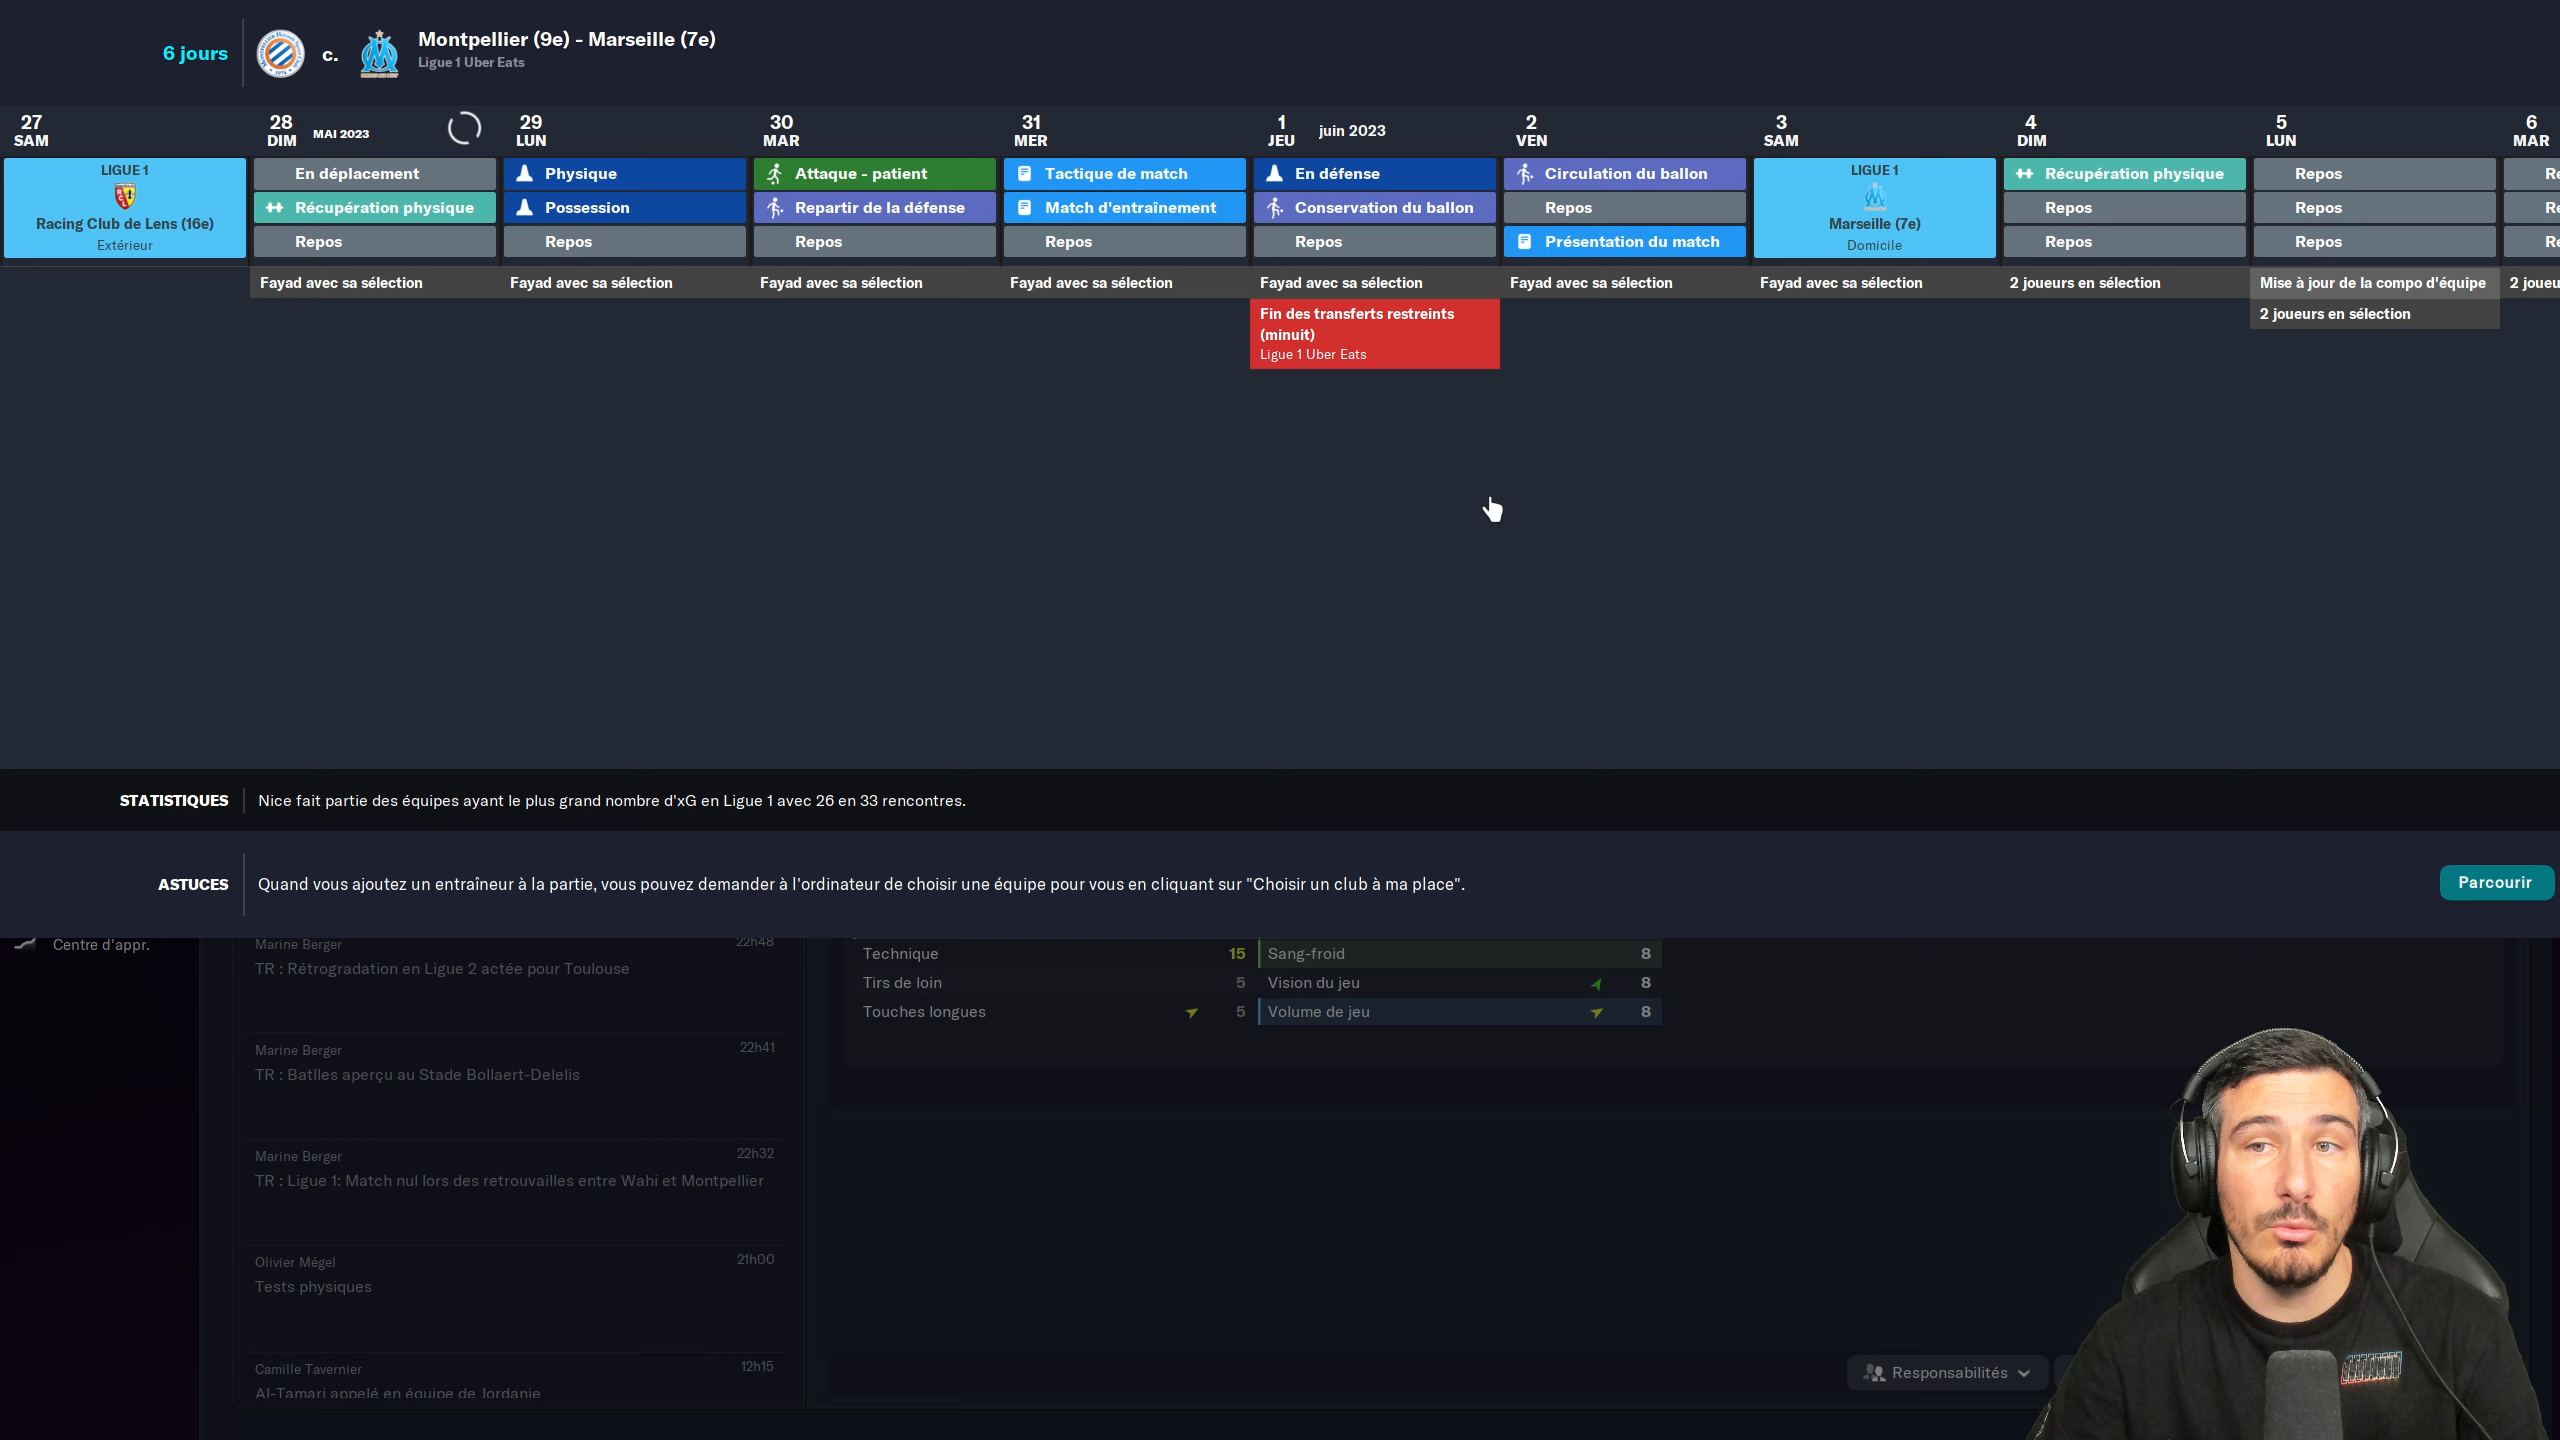 6 jours
c.
Montpellier (9e) - Marseille (7e)
Ligue 1 Uber Eats
27
SAM
28
DIM
MAI 2023
29
LUN
30
MAR
31
MER
1
JEU
juin 2023
2
VEN
3
SAM
4
DIM
5
LUN
6
MAR
LIGUE 1
Racing Club de Lens (16e)
Extérieur
En déplacement
Récupération physique
Repos
Physique
Possession
Repos
Attaque - patient
Repartir de la défense
Repos
Tactique de match
Match d'entraînement
Repos
En défense
Conservation du ballon
Repos
Circulation du ballon
Repos
Présentation du match
LIGUE 1
Marseille (7e)
Domicile
Récupération physique
Repos
Repos
Repos
Repos
Repos
Fayad avec sa sélection
Fayad avec sa sélection
Fayad avec sa sélection
Fayad avec sa sélection
Fayad avec sa sélection
Fayad avec sa sélection
Fayad avec sa sélection
2 joueurs en sélection
Mise à jour de la compo d'équipe
2 joueurs en sélection
Fin des transferts restreints
(minuit)
Ligue 1 Uber Eats
STATISTIQUES
Nice fait partie des équipes ayant le plus grand nombre d'xG en Ligue 1 avec 26 en 33 rencontres.
ASTUCES
Quand vous ajoutez un entraîneur à la partie, vous pouvez demander à l'ordinateur de choisir une équipe pour vous en cliquant sur "Choisir un club à ma place".
Parcourir
Centre d'appr.
Marine Berger
22h48
TR : Rétrogradation en Ligue 2 actée pour Toulouse
Marine Berger
22h41
TR : Batlles aperçu au Stade Bollaert-Delelis
Marine Berger
22h32
TR : Ligue 1: Match nul lors des retrouvailles entre Wahi et Montpellier
Olivier Mégel
21h00
Tests physiques
Camille Tavernier
12h15
Al-Tamari appelé en équipe de Jordanie
Technique 15
Sang-froid 8
Tirs de loin 5
Vision du jeu 8
Touches longues 5
Volume de jeu 8
Responsabilités